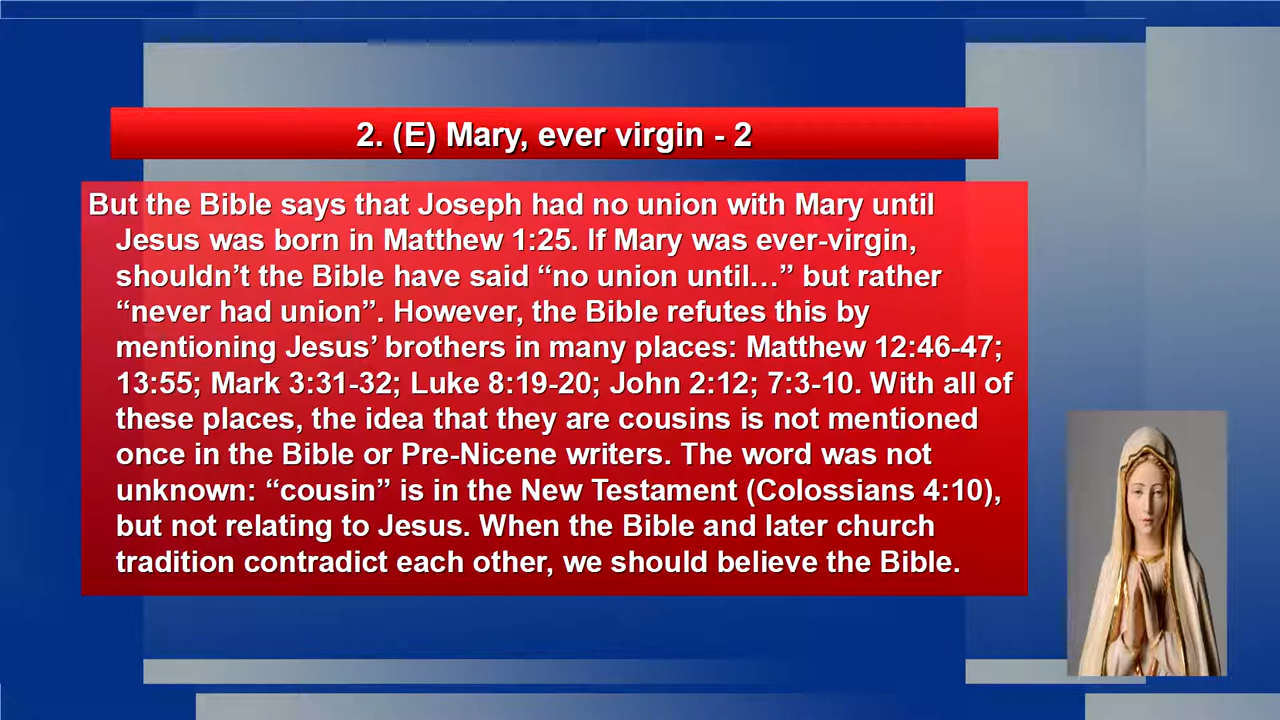 2. (E) Mary, ever virgin - 2
But the Bible says that Joseph had no union with Mary until
Jesus was born in Matthew 1:25. If Mary was ever-virgin,
shouldn’t the Bible have said “no union until…” but rather
“never had union”. However, the Bible refutes this by
mentioning Jesus’ brothers in many places: Matthew 12:46-47;
13:55; Mark 3:31-32; Luke 8:19-20; John 2:12; 7:3-10. With all of
these places, the idea that they are cousins is not mentioned
once in the Bible or Pre-Nicene writers. The word was not
unknown: “cousin” is in the New Testament (Colossians 4:10),
but not relating to Jesus. When the Bible and later church
tradition contradict each other, we should believe the Bible.